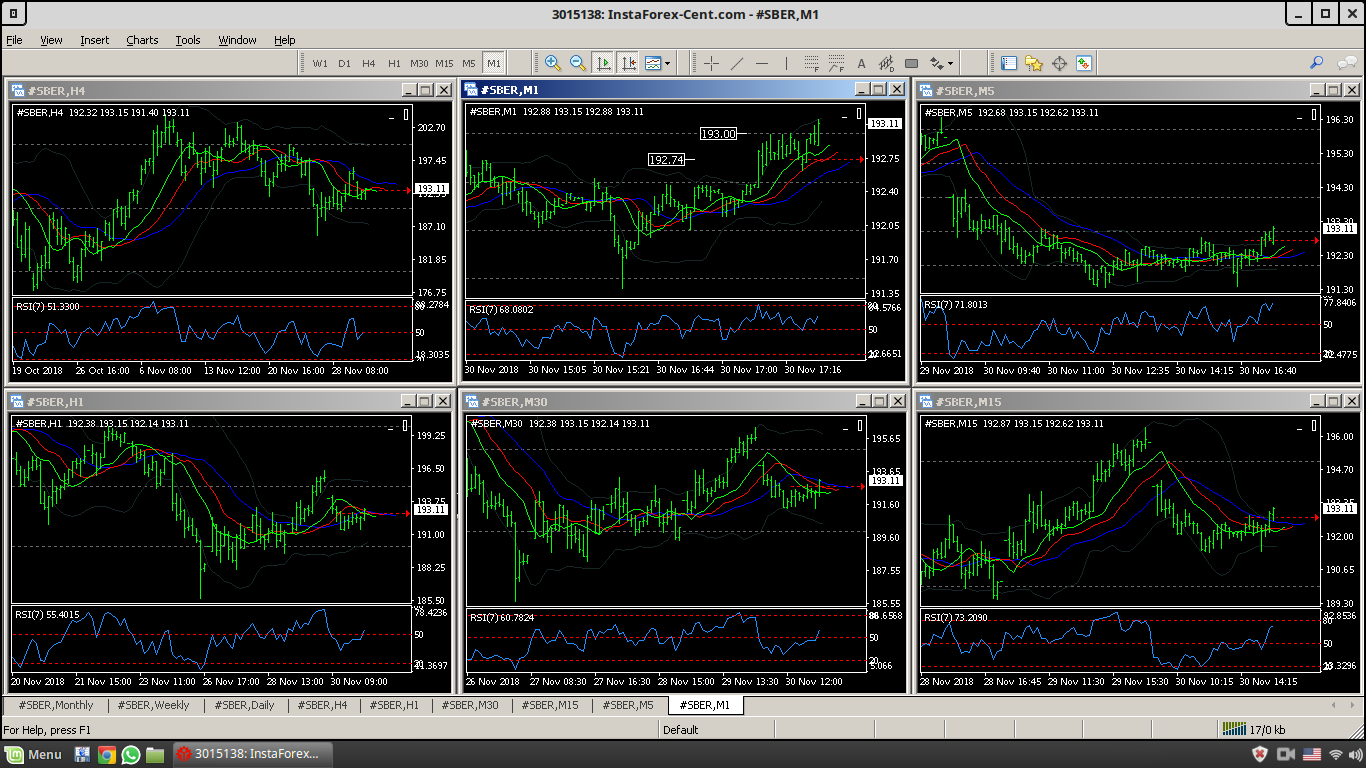 3015138: InstaForex-Cent.com - #SBER,M1
File View Insert Charts Tools Window Help
W1 D1 H4 H1 M30 M15 M5 M1
A
#SBER,H4
#SBER,H4 192.32 193.15 191.40 193.11
202.70
197.45
193.11
192.35
187.10
181.85
176.75
RSI(7) 51.3300
50
18.3035
19 Oct 2018 26 Oct 16:00 6 Nov 08:00 13 Nov 12:00 20 Nov 16:00 28 Nov 08:00
#SBER,M1
#SBER,M1 192.88 193.15 192.88 193.11
193.00
192.74
193.11
192.75
192.40
192.05
191.70
191.35
RSI(7) 68.0802
84.5766
50
12.6651
30 Nov 2018 30 Nov 15:05 30 Nov 15:21 30 Nov 16:44 30 Nov 17:00 30 Nov 17:16
#SBER,M5
#SBER,M5 192.68 193.15 192.62 193.11
196.30
195.30
194.30
193.30
193.11
192.30
191.30
RSI(7) 71.8013
77.8406
50
29 Nov 2018 30 Nov 09:40 30 Nov 11:00 30 Nov 12:35 30 Nov 14:15 30 Nov 16:40
#SBER,H1
#SBER,H1 192.38 193.15 192.14 193.11
199.25
196.50
193.75
193.11
191.00
188.25
185.50
RSI(7) 55.4015
78.4236
50
20 Nov 2018 21 Nov 15:00 23 Nov 11:00 26 Nov 17:00 28 Nov 13:00 30 Nov 09:00
#SBER,M30
#SBER,M30 192.38 193.15 192.14 193.11
195.65
193.65
193.11
191.60
189.60
187.55
185.55
RSI(7) 60.7824
50
20
5.066
26 Nov 2018 27 Nov 08:30 27 Nov 16:30 28 Nov 12:00 29 Nov 13:30 30 Nov 12:00
#SBER,M15
#SBER,M15 192.87 193.15 192.62 193.11
196.00
194.70
193.35
193.11
192.00
190.65
189.30
RSI(7) 73.2090
80
50
28 Nov 2018 28 Nov 16:45 29 Nov 11:30 29 Nov 15:30 30 Nov 10:15 30 Nov 14:15
#SBER,Monthly #SBER,Weekly #SBER,Daily #SBER,H4 #SBER,H1 #SBER,M30 #SBER,M15 #SBER,M5 #SBER,M1
For Help, press F1 Default 17/0 kb
Menu 3015138: InstaForex...